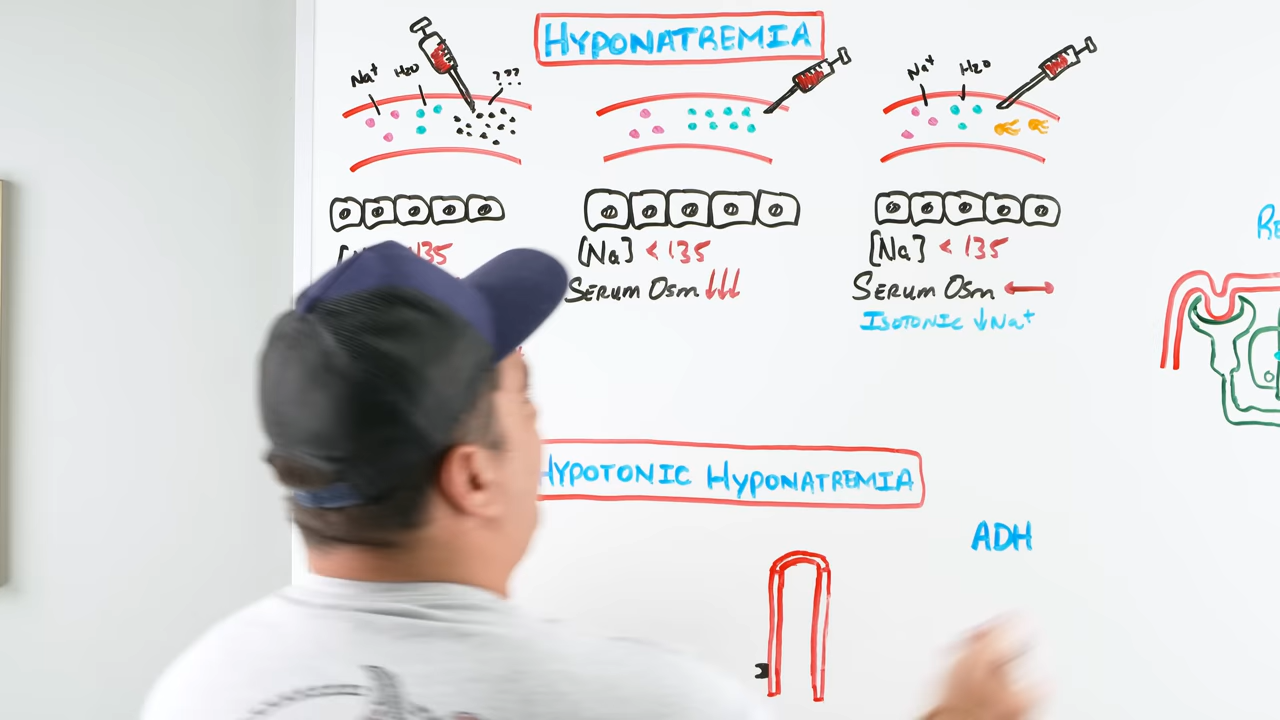 HYPONATREMIA
Na+ H2O ???
Na+ H2O
135
[Na] < 135
SERUM OSM ↓↓↓
[Na] < 135
SERUM OSM ↔
ISOTONIC ↓Na+
HYPOTONIC HYPONATREMIA
ADH